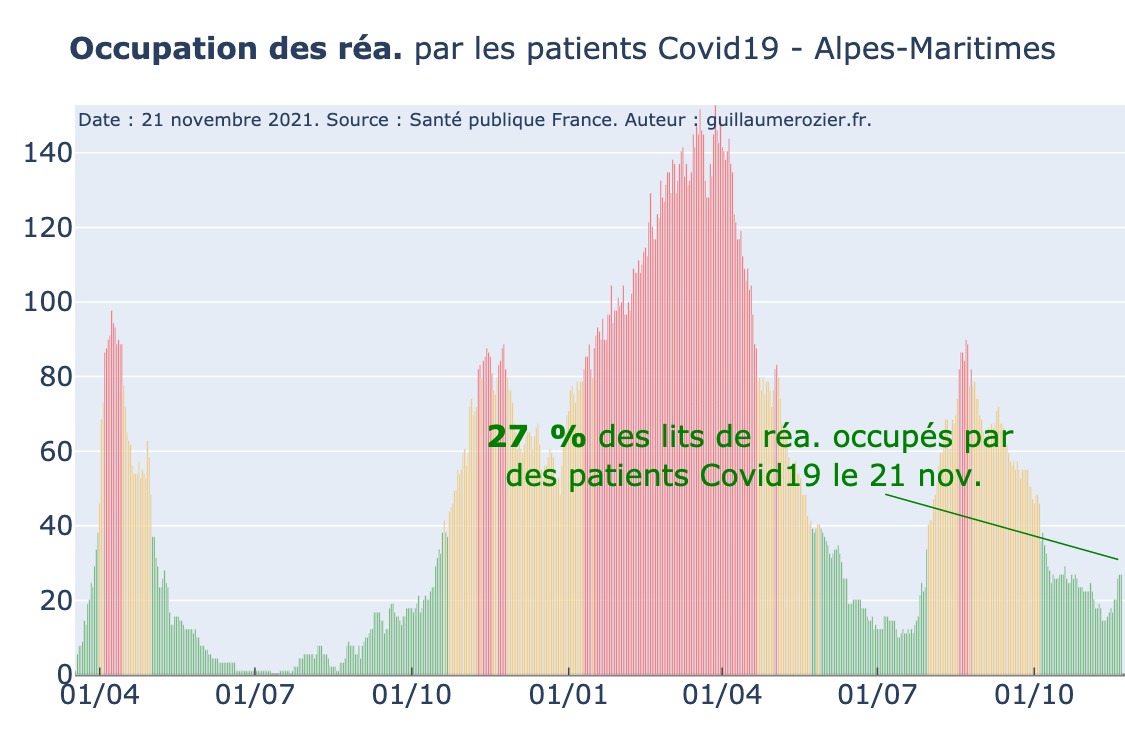 Occupation des réa. par les patients Covid19 - Alpes-Maritimes
Date : 21 novembre 2021. Source : Santé publique France. Auteur : guillaumerozier.fr.
140
120
100
80
60
40
20
0
27 % des lits de réa. occupés par
des patients Covid19 le 21 nov.
01/04 01/07 01/10 01/01 01/04 01/07 01/10